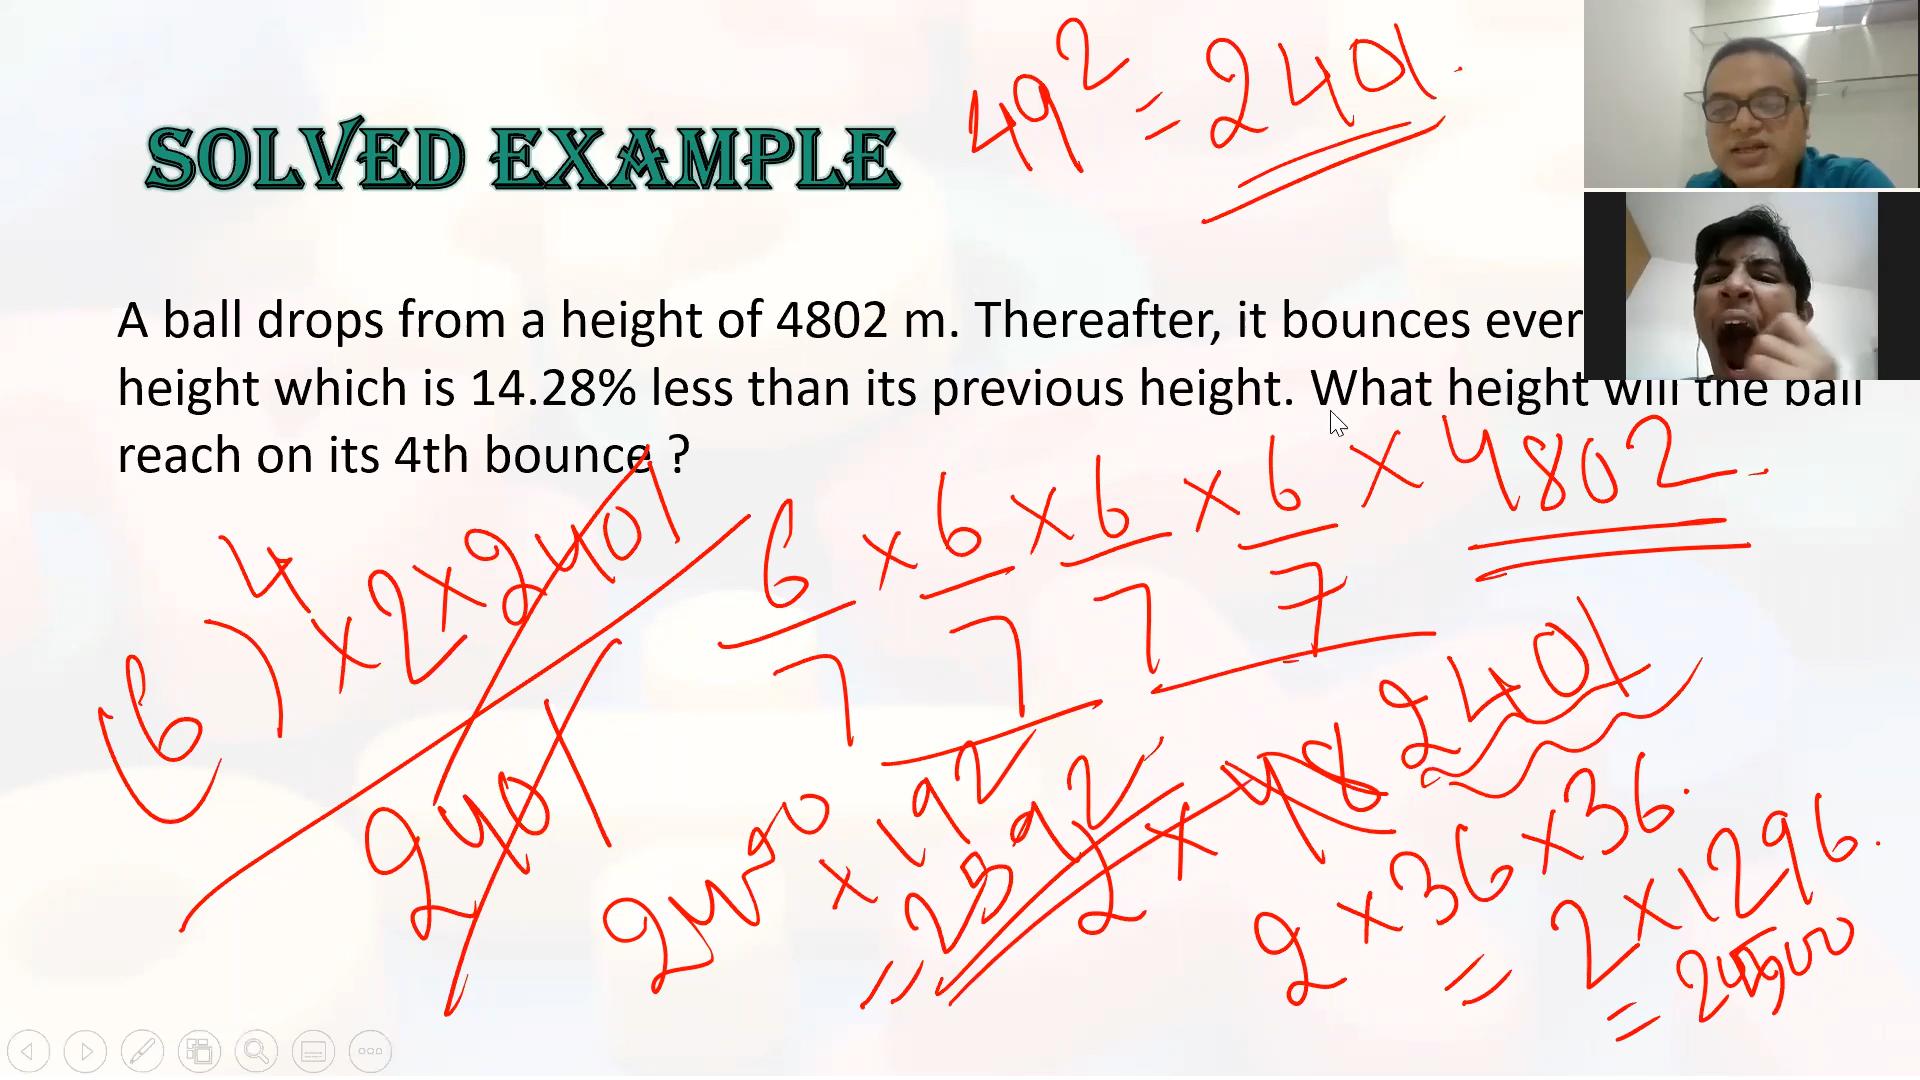 49² = 2401.
SOLVED EXAMPLE
A ball drops from a height of 4802 m. Thereafter, it bounces ever
height which is 14.28% less than its previous height. What height will the ball
reach on its 4th bounce ?
6/7 × 6/7 × 6/7 × 6/7 × 4802
(6)⁴ × 2 × 2401
2401
2 × 2401
2 × 36 × 36.
= 2 × 1296.
× 192
= 2592